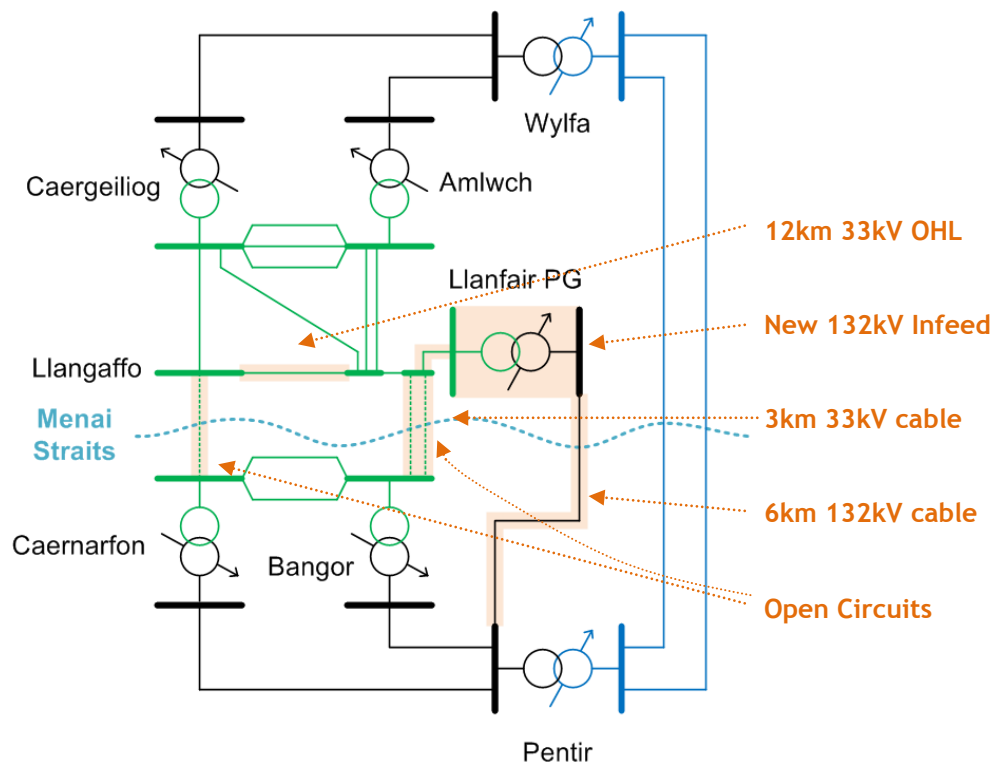 Wylfa
Caergeiliog
Amlwch
12km 33kV OHL
Llanfair PG
New 132kV Infeed
Llangaffo
Menai
Straits
3km 33kV cable
6km 132kV cable
Caernarfon
Bangor
Open Circuits
Pentir